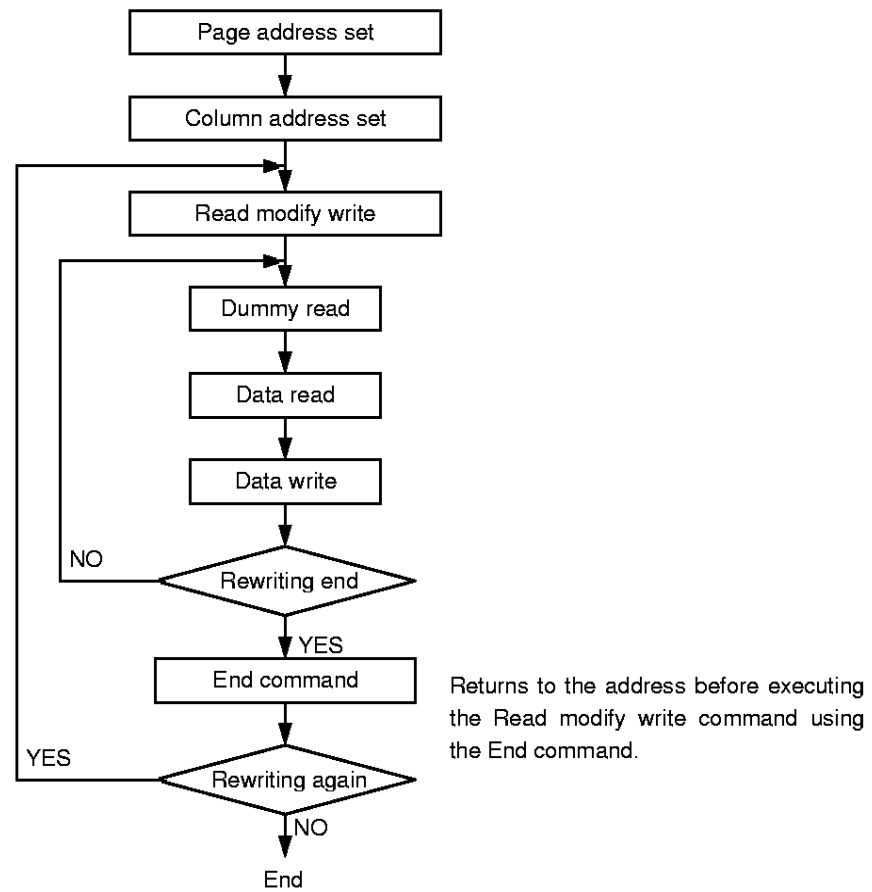 Page address set
Column address set
Read modify write
Dummy read
Data read
Data write
NO
Rewriting end
YES
End command
Returns to the address before executing
the Read modify write command using
the End command.
YES
Rewriting again
NO
End